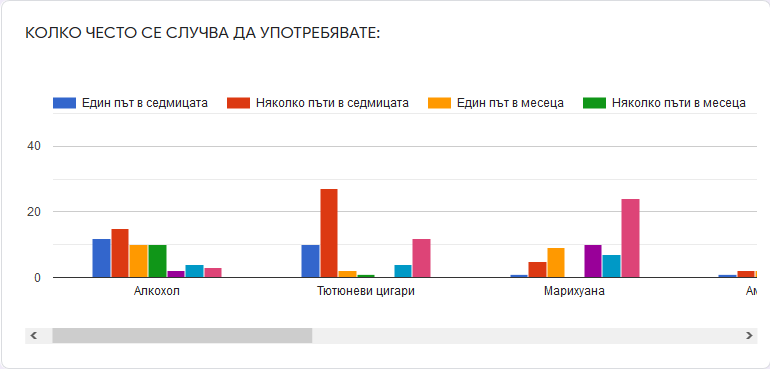 КОЛКО ЧЕСТО СЕ СЛУЧВА ДА УПОТРЕБЯВАТЕ:
Един път в седмицата Няколко пъти в седмицата Един път в месеца Няколко пъти в месеца
40
20
0
Алкохол Тютюневи цигари Марихуана